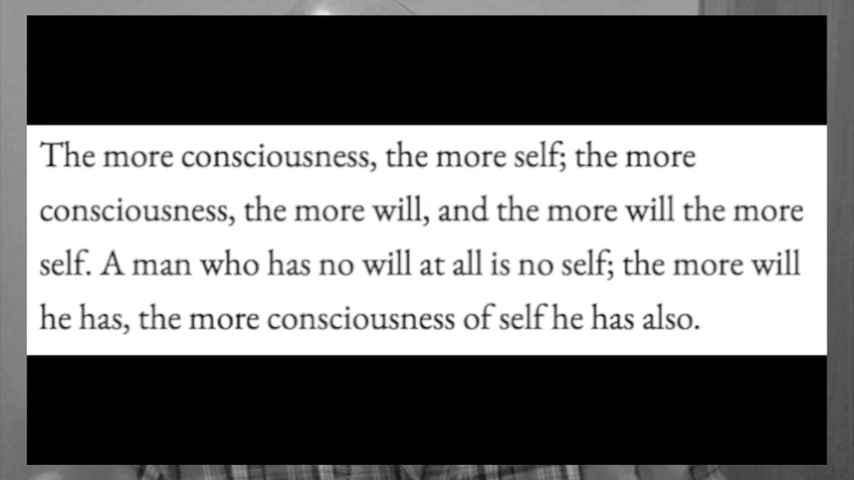 The more consciousness, the more self; the more
consciousness, the more will, and the more will the more
self. A man who has no will at all is no self; the more will
he has, the more consciousness of self he has also.